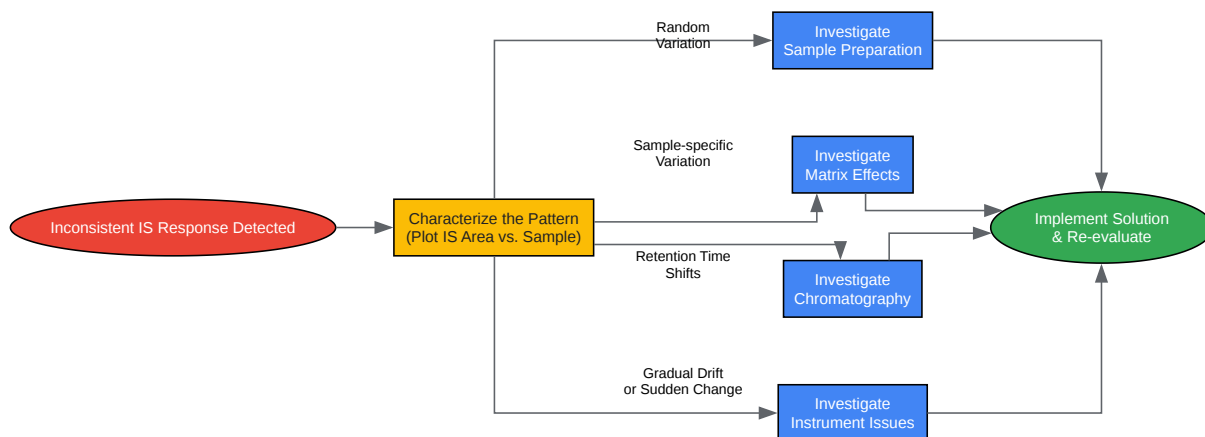 Random
Variation
Investigate
Sample Preparation
Sample-specific
Variation
Investigate
Matrix Effects
Inconsistent IS Response Detected
Characterize the Pattern
(Plot IS Area vs. Sample)
Implement Solution
& Re-evaluate
Retention Time
Shifts
Investigate
Chromatography
Gradual Drift
or Sudden Change
Investigate
Instrument Issues